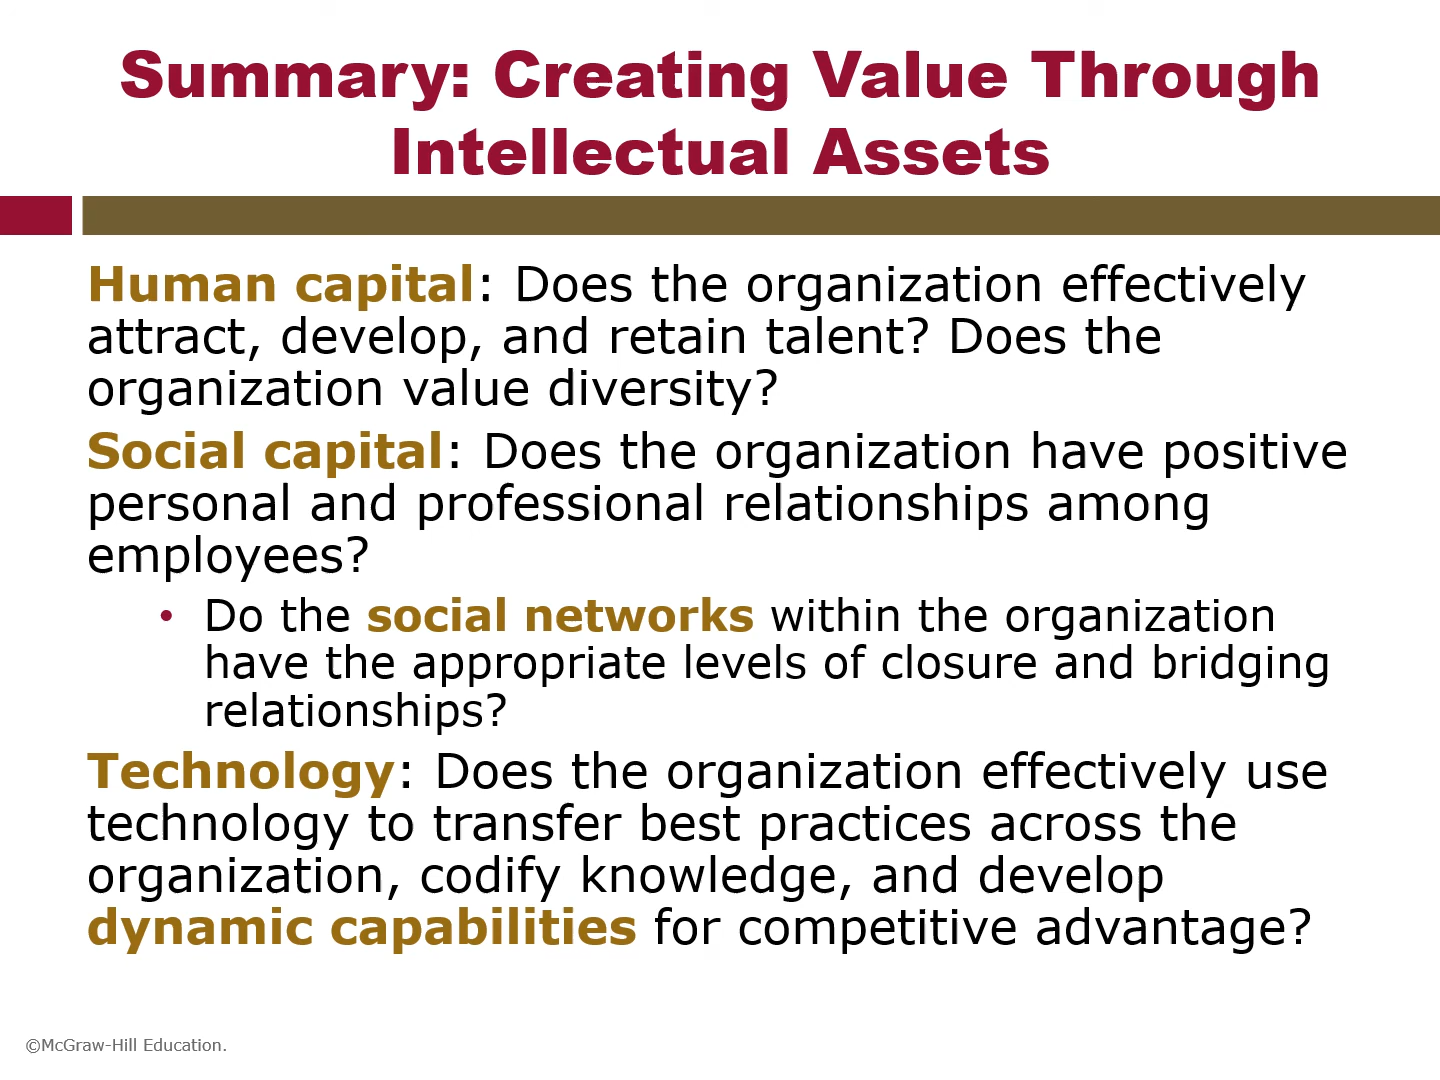 Summary: Creating Value Through
Intellectual Assets
Human capital: Does the organization effectively
attract, develop, and retain talent? Does the
organization value diversity?
Social capital: Does the organization have positive
personal and professional relationships among
employees?
• Do the social networks within the organization
have the appropriate levels of closure and bridging
relationships?
Technology: Does the organization effectively use
technology to transfer best practices across the
organization, codify knowledge, and develop
dynamic capabilities for competitive advantage?
©McGraw-Hill Education.